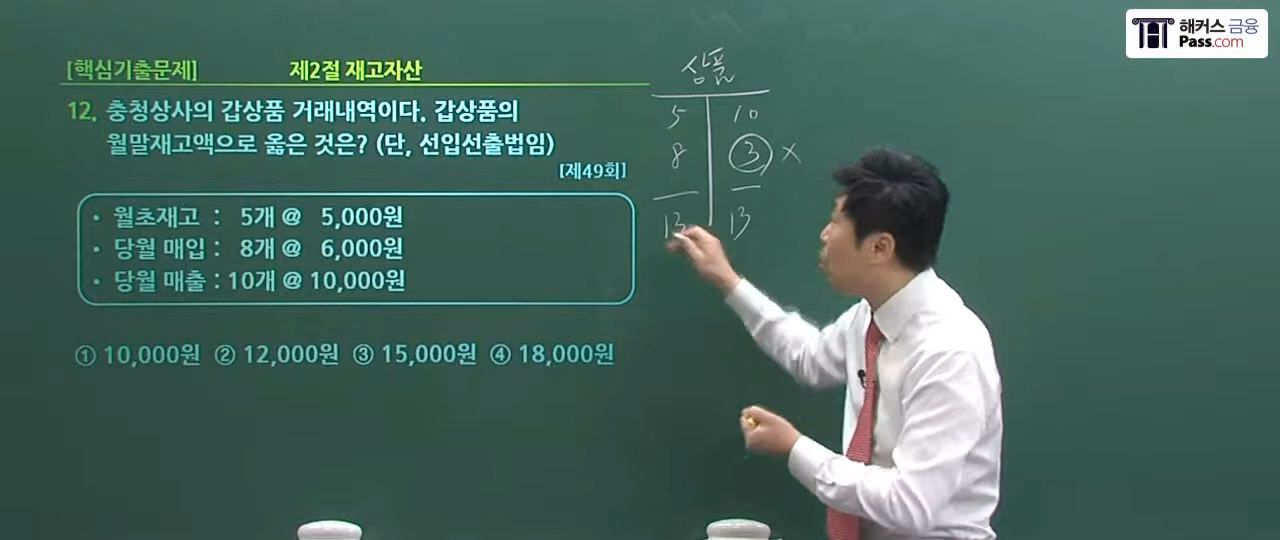 해커스 금융
Pass.com
[핵심기출문제] 제2절 재고자산
12. 충청상사의 갑상품 거래내역이다. 갑상품의
월말재고액으로 옳은 것은? (단, 선입선출법임)
[제49회]
• 월초재고 : 5개 @ 5,000원
• 당월 매입 : 8개 @ 6,000원
• 당월 매출 : 10개 @ 10,000원
① 10,000원 ② 12,000원 ③ 15,000원 ④ 18,000원
상품
5 10
8 3 X
13 13